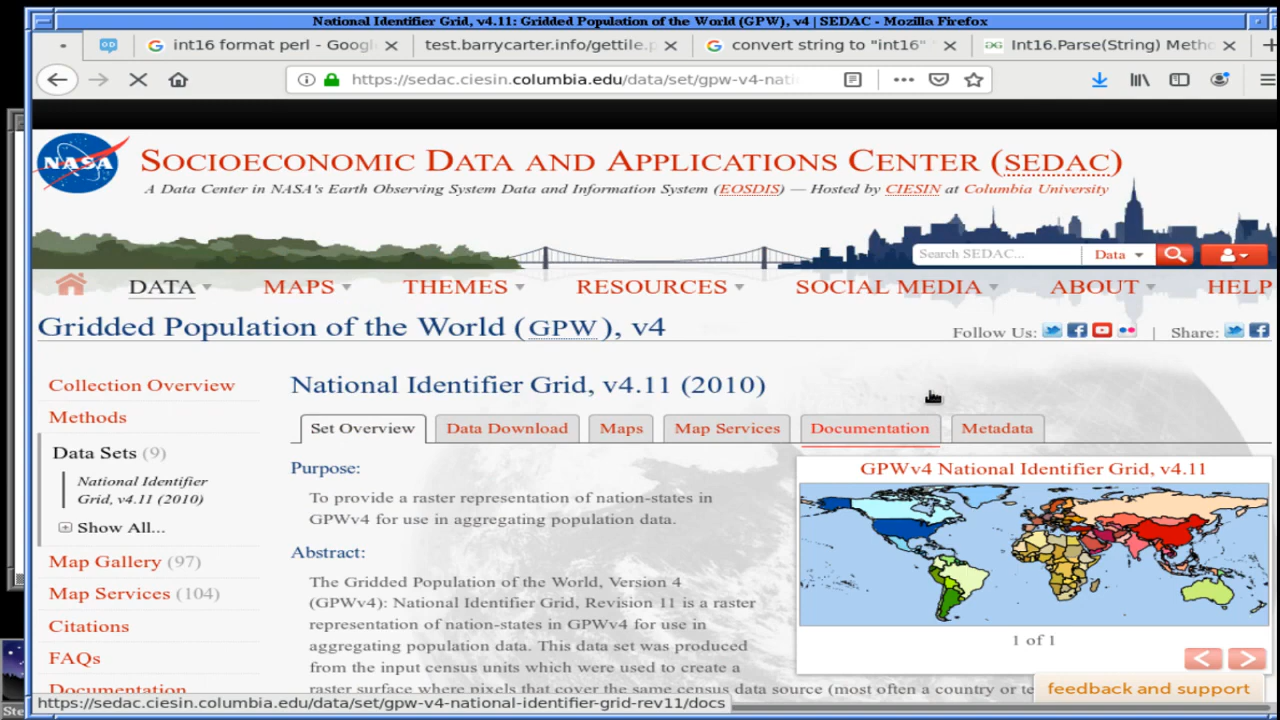 National Identifier Grid, v4.11: Gridded Population of the World (GPW), v4 | SEDAC - Mozilla Firefox
GD int16 format perl - Googl test.barrycarter.info/gettile.p convert string to "int16" Int16.Parse(String) Metho
https://sedac.ciesin.columbia.edu/data/set/gpw-v4-nati
NASA
SOCIOECONOMIC DATA AND APPLICATIONS CENTER (SEDAC)
A Data Center in NASA's Earth Observing System Data and Information System (EOSDIS) — Hosted by CIESIN at Columbia University
Search SEDAC... Data
DATA MAPS THEMES RESOURCES SOCIAL MEDIA ABOUT HELP
Gridded Population of the World (GPW), v4
Follow Us: | Share:
Collection Overview
Methods
Data Sets (9)
National Identifier
Grid, v4.11 (2010)
Show All...
Map Gallery (97)
Map Services (104)
Citations
FAQs
Documentation
National Identifier Grid, v4.11 (2010)
Set Overview Data Download Maps Map Services Documentation Metadata
Purpose:
To provide a raster representation of nation-states in
GPWv4 for use in aggregating population data.
Abstract:
The Gridded Population of the World, Version 4
(GPWv4): National Identifier Grid, Revision 11 is a raster
representation of nation-states in GPWv4 for use in
aggregating population data. This data set was produced
from the input census units which were used to create a
raster surface where pixels that cover the same census data source (most often a country or te
GPWv4 National Identifier Grid, v4.11
1 of 1
feedback and support
https://sedac.ciesin.columbia.edu/data/set/gpw-v4-national-identifier-grid-rev11/docs
Ste